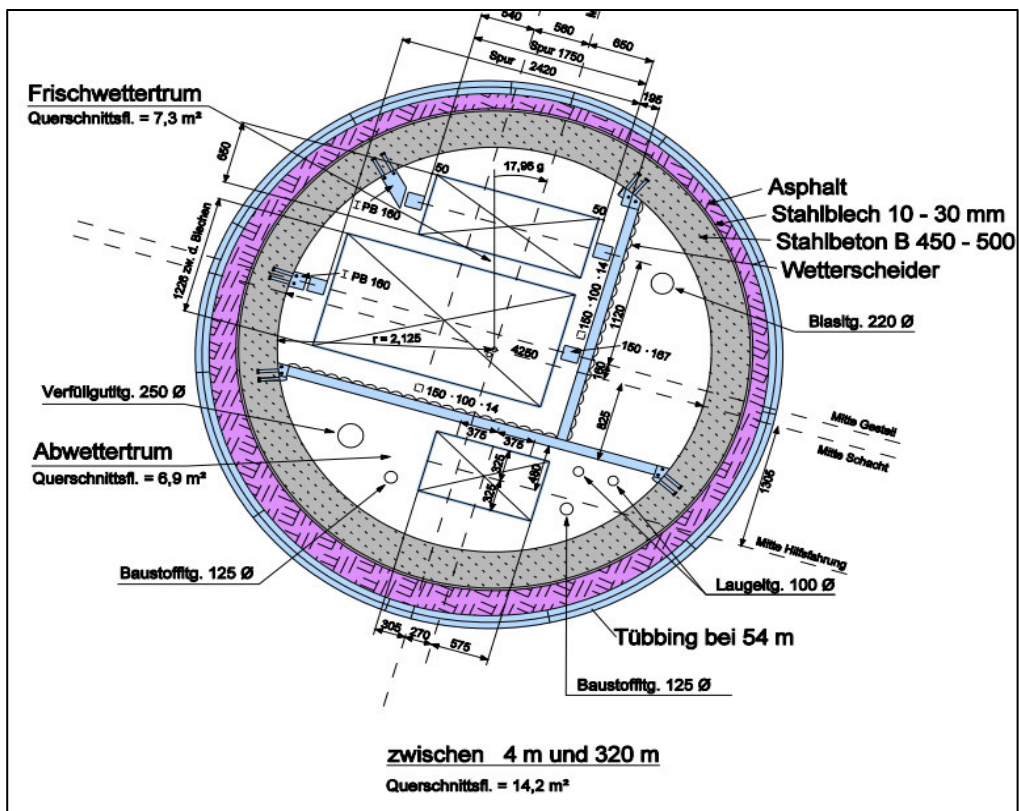 540
560
650
Spur 1750
Spur 2420
195
Frischwettertrum
Querschnittsfl. = 7,3 m²
650
50
17,96 g
50
I PB 160
1226 zw. d. Blechen
I PB 160
Asphalt
Stahlblech 10 - 30 mm
Stahlbeton B 450 - 500
Wetterscheider
□ 150 · 100 · 14
1120
Blasltg. 220 Ø
r = 2,125
4250
150 · 167
160
Verfüllgutltg. 250 Ø
□ 150 · 100 · 14
Mitte Gestell
Mitte Schacht
375
375
625
Abwettertrum
Querschnittsfl. = 6,9 m²
325
325
480
1305
Mitte Hilfsfahrung
Baustoffltg. 125 Ø
Laugeltg. 100 Ø
305
270
575
Tübbing bei 54 m
Baustoffltg. 125 Ø
zwischen 4 m und 320 m
Querschnittsfl. = 14,2 m²